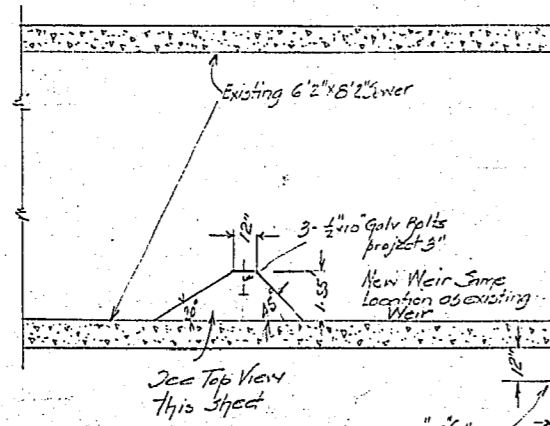 Existing 6'2"x8'2" Sewer
12"
3- ½"x10" Galv Bolts
project 3"
New Weir Same
Location as existing
Weir
1.55'
30°
45°
12"
See Top View
this sheet